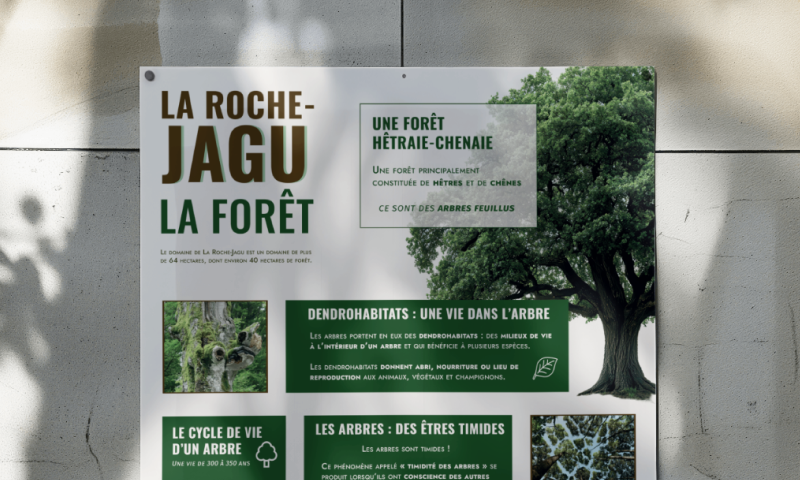 LA ROCHE-
JAGU
LA FORÊT
Le domaine de La Roche-Jagu est un domaine de plus
de 64 hectares, dont environ 40 hectares de forêt.
UNE FORÊT
HÊTRAIE-CHENAIE
Une forêt principalement
constituée de hêtres et de chênes
CE SONT DES ARBRES FEUILLUS
DENDROHABITATS : UNE VIE DANS L'ARBRE
Les arbres portent en eux des dendrohabitats : des milieux de vie
à l'intérieur d'un arbre et qui bénéficie à plusieurs espèces.
Les dendrohabitats donnent abri, nourriture ou lieu de
reproduction aux animaux, végétaux et champignons.
LE CYCLE DE VIE
D'UN ARBRE
Une vie de 300 à 350 ans
LES ARBRES : DES ÊTRES TIMIDES
Les arbres sont timides !
Ce phénomène appelé « timidité des arbres » se
produit lorsqu'ils ont conscience des autres